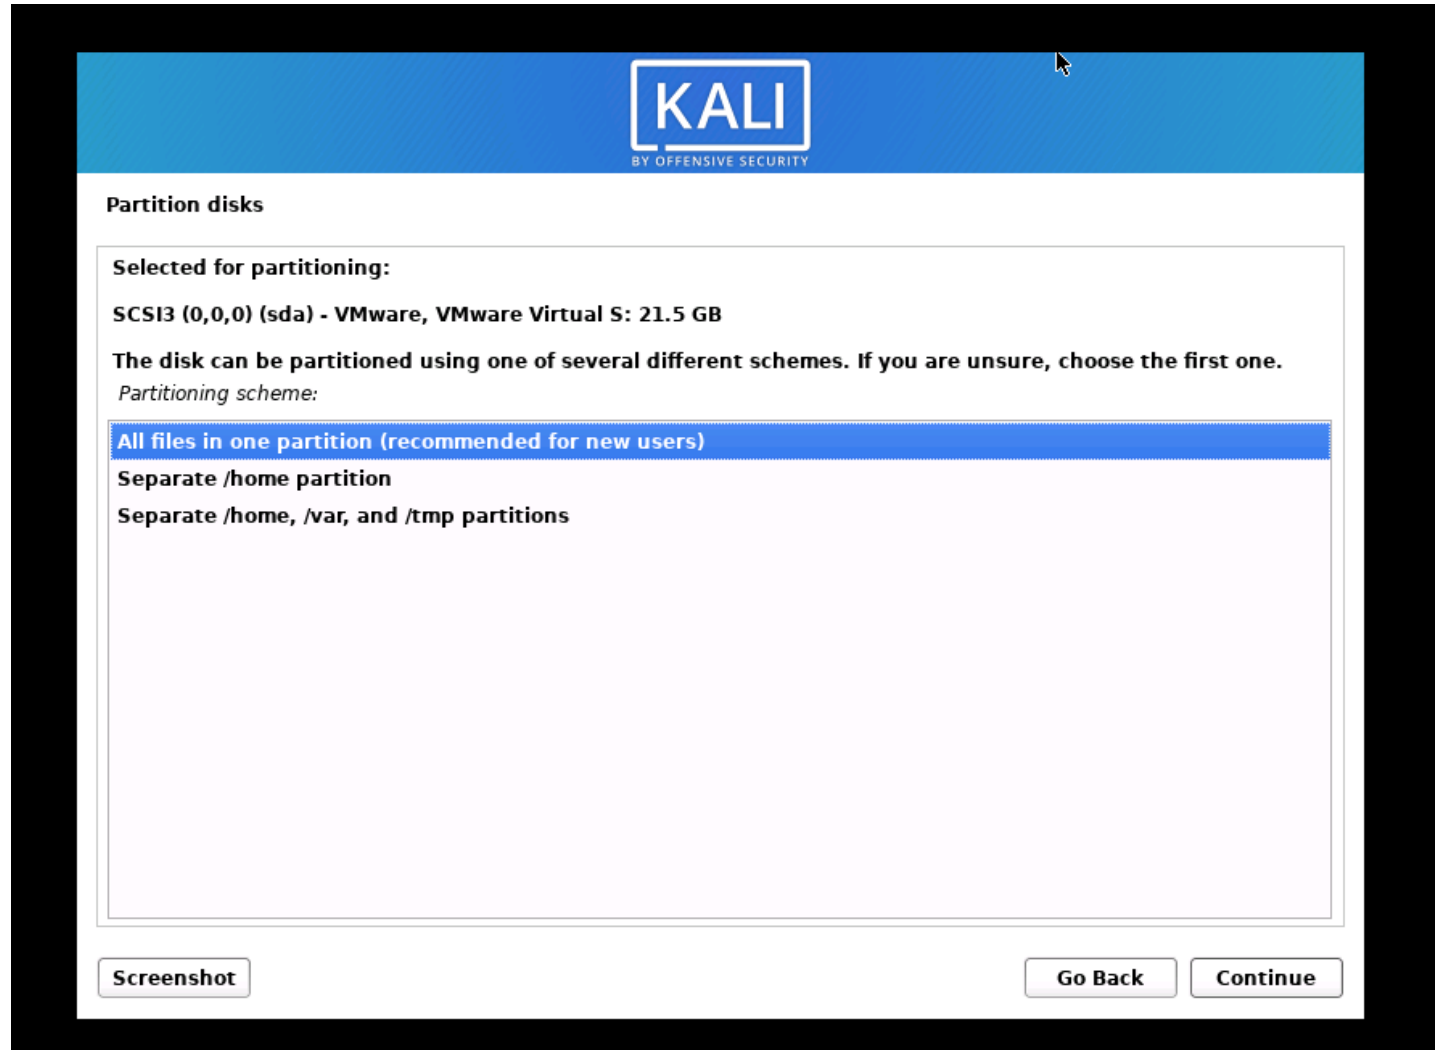 KALI
BY OFFENSIVE SECURITY
Partition disks
Selected for partitioning:
SCSI3 (0,0,0) (sda) - VMware, VMware Virtual S: 21.5 GB
The disk can be partitioned using one of several different schemes. If you are unsure, choose the first one.
Partitioning scheme:
All files in one partition (recommended for new users)
Separate /home partition
Separate /home, /var, and /tmp partitions
Screenshot
Go Back
Continue